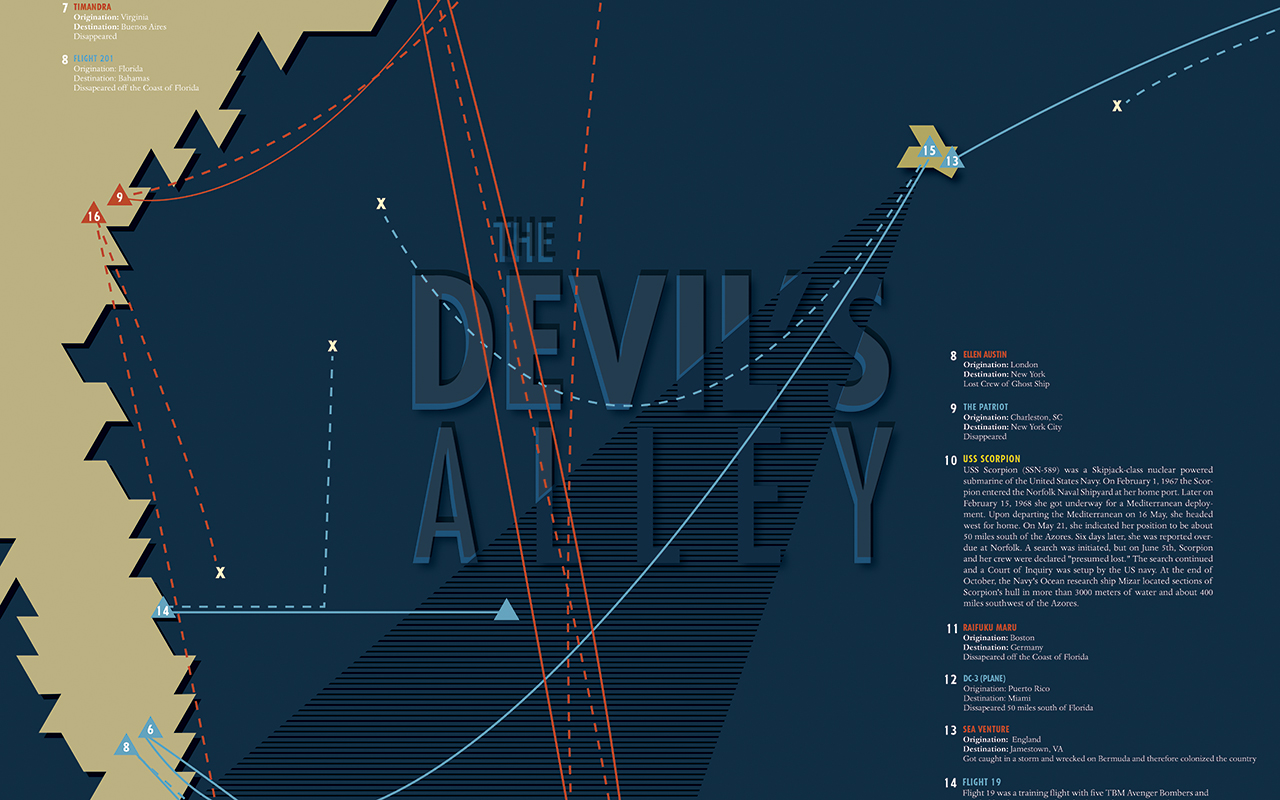 7 TIMANDRA
Origination: Virginia
Destination: Buenos Aires
Disappeared
8 FLIGHT 201
Origination: Florida
Destination: Bahamas
Dissapeared off the Coast of Florida
9
16
X
X
X
X
15
13
14
6
8
THE
DEVIL'S
ALLEY
8 ELLEN AUSTIN
Origination: London
Destination: New York
Lost Crew of Ghost Ship
9 THE PATRIOT
Origination: Charleston, SC
Destination: New York City
Disappeared
10 USS SCORPION
USS Scorpion (SSN-589) was a Skipjack-class nuclear powered
submarine of the United States Navy. On February 1, 1967 the Scor-
pion entered the Norfolk Naval Shipyard at her home port. Later on
February 15, 1968 she got underway for a Mediterranean deploy-
ment. Upon departing the Mediterranean on 16 May, she headed
west for home. On May 21, she indicated her position to be about
50 miles south of the Azores. Six days later, she was reported over-
due at Norfolk. A search was initiated, but on June 5th, Scorpion
and her crew were declared "presumed lost." The search continued
and a Court of Inquiry was setup by the US navy. At the end of
October, the Navy's Ocean research ship Mizar located sections of
Scorpion's hull in more than 3000 meters of water and about 400
miles southwest of the Azores.
11 RAIFUKU MARU
Origination: Boston
Destination: Germany
Dissapeared off the Coast of Florida
12 DC-3 (PLANE)
Origination: Puerto Rico
Destination: Miami
Dissapeared 50 miles south of Florida
13 SEA VENTURE
Origination: England
Destination: Jamestown, VA
Got caught in a storm and wrecked on Bermuda and therefore colonized the country
14 FLIGHT 19
Flight 19 was a training flight with five TBM Avenger Bombers and